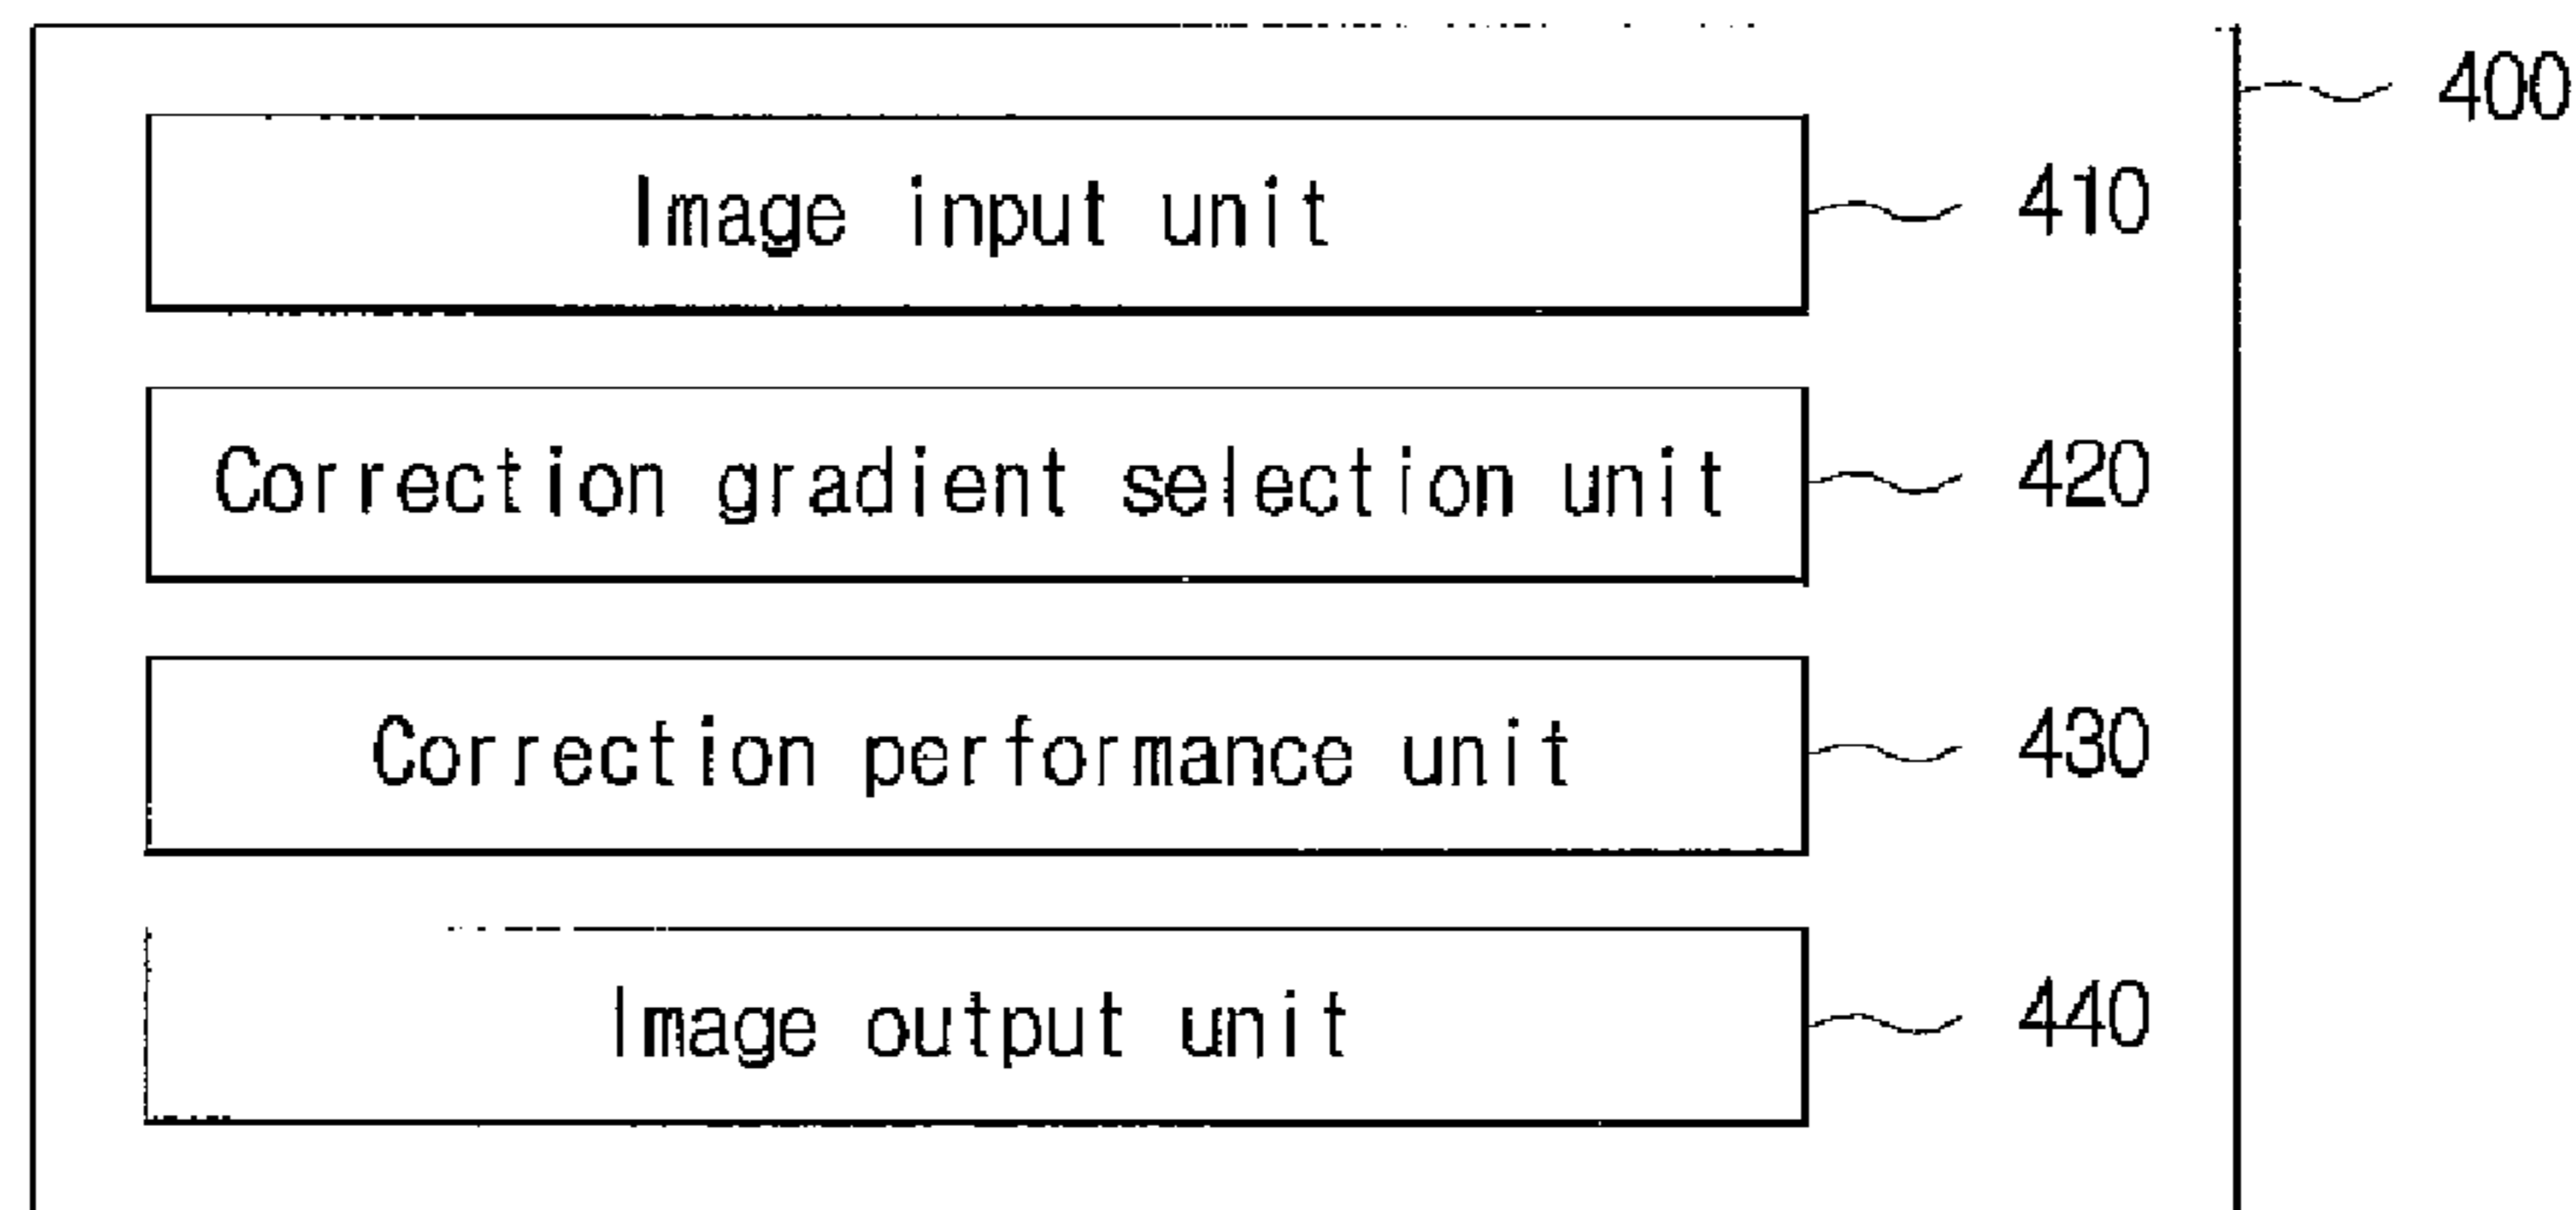 400
Image input unit 410
Correction gradient selection unit 420
Correction performance unit 430
Image output unit 440